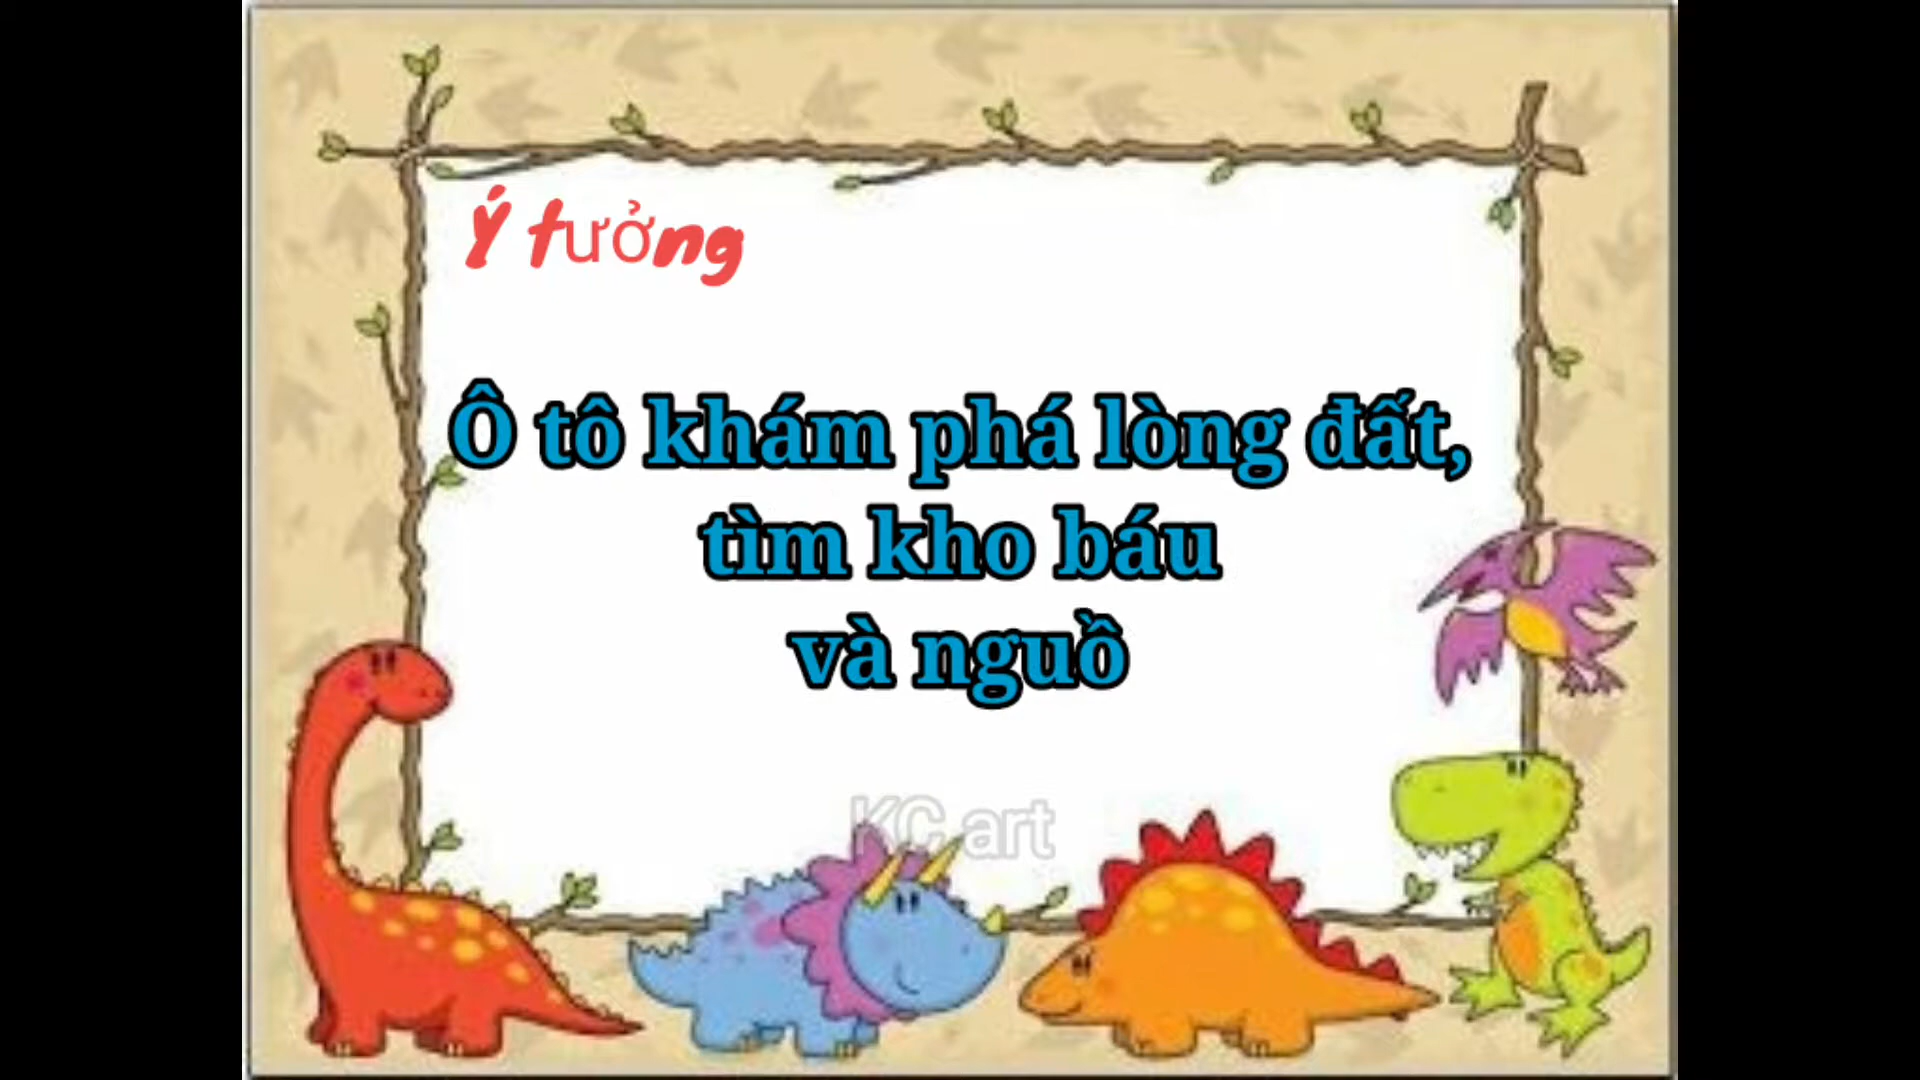 Ý tưởng
Ô tô khám phá lòng đất,
tìm kho báu
và nguồ
KC art